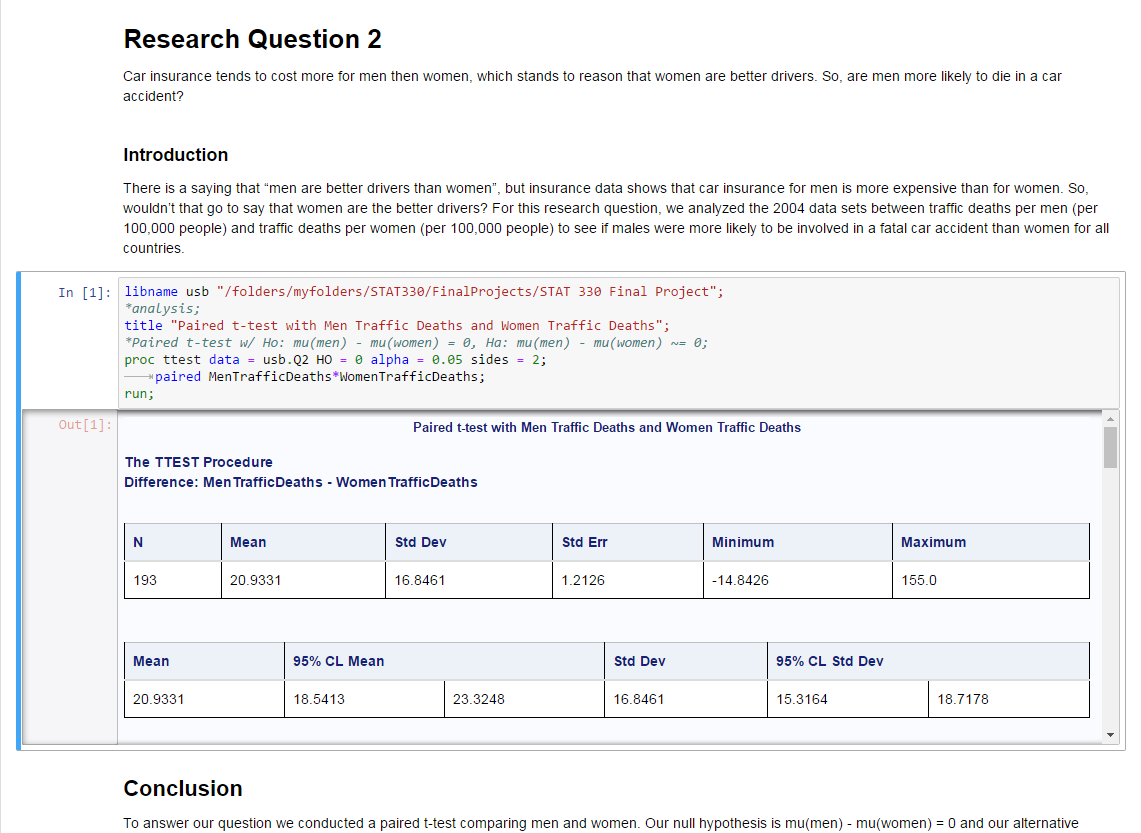 Research Question 2
Car insurance tends to cost more for men then women, which stands to reason that women are better drivers. So, are men more likely to die in a car
accident?
Introduction
There is a saying that “men are better drivers than women”, but insurance data shows that car insurance for men is more expensive than for women. So,
wouldn’t that go to say that women are the better drivers? For this research question, we analyzed the 2004 data sets between traffic deaths per men (per
100,000 people) and traffic deaths per women (per 100,000 people) to see if males were more likely to be involved in a fatal car accident than women for all
countries.
In [1]: libname usb "/folders/myfolders/STAT330/FinalProjects/STAT 330 Final Project";
*analysis;
title "Paired t-test with Men Traffic Deaths and Women Traffic Deaths";
*Paired t-test w/ Ho: mu(men) - mu(women) = 0, Ha: mu(men) - mu(women) ~= 0;
proc ttest data = usb.Q2 HO = 0 alpha = 0.05 sides = 2;
paired MenTrafficDeaths*WomenTrafficDeaths;
run;
Out[1]: Paired t-test with Men Traffic Deaths and Women Traffic Deaths
The TTEST Procedure
Difference: MenTrafficDeaths - WomenTrafficDeaths
N Mean Std Dev Std Err Minimum Maximum
193 20.9331 16.8461 1.2126 -14.8426 155.0
Mean 95% CL Mean Std Dev 95% CL Std Dev
20.9331 18.5413 23.3248 16.8461 15.3164 18.7178
Conclusion
To answer our question we conducted a paired t-test comparing men and women. Our null hypothesis is mu(men) - mu(women) = 0 and our alternative